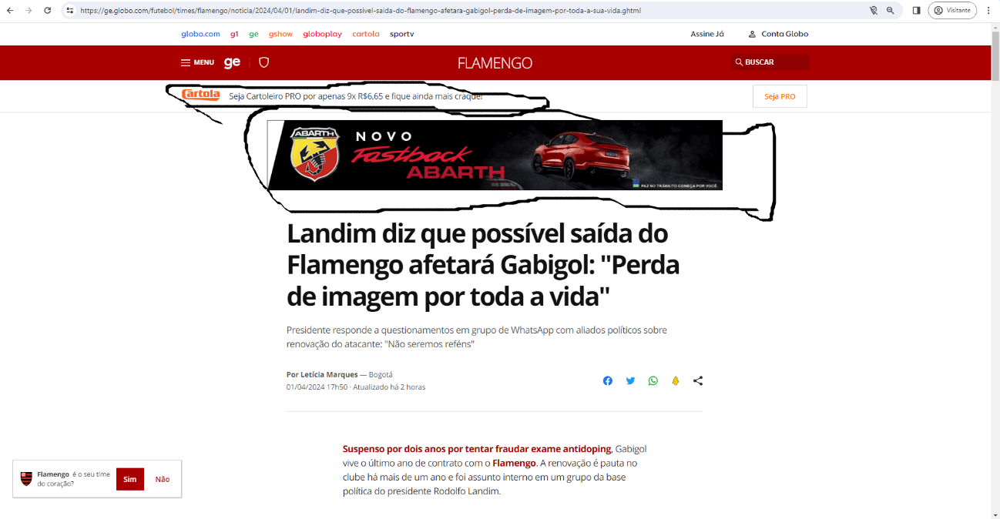 https://ge.globo.com/futebol/times/flamengo/noticia/2024/04/01/landim-diz-que-possivel-saida-do-flamengo-afetara-gabigol-perda-de-imagem-por-toda-a-sua-vida.ghtml
Visitante
globo.com g1 ge gshow globoplay cartola sportv
Assine Já
Conta Globo
MENU ge
FLAMENGO
BUSCAR
Cartola
Seja Cartoleiro PRO por apenas 9x R$6,65 e fique ainda mais craque!
Seja PRO
ABARTH
NOVO
Fastback
ABARTH
PAZ NO TRÂNSITO COMEÇA POR VOCÊ
Landim diz que possível saída do
Flamengo afetará Gabigol: "Perda
de imagem por toda a vida"
Presidente responde a questionamentos em grupo de WhatsApp com aliados políticos sobre
renovação do atacante: "Não seremos reféns"
Por Letícia Marques — Bogotá
01/04/2024 17h50 · Atualizado há 2 horas
Suspenso por dois anos por tentar fraudar exame antidoping, Gabigol
vive o último ano de contrato com o Flamengo. A renovação é pauta no
clube há mais de um ano e foi assunto interno em um grupo da base
política do presidente Rodolfo Landim.
Flamengo é o seu time
do coração?
Sim
Não